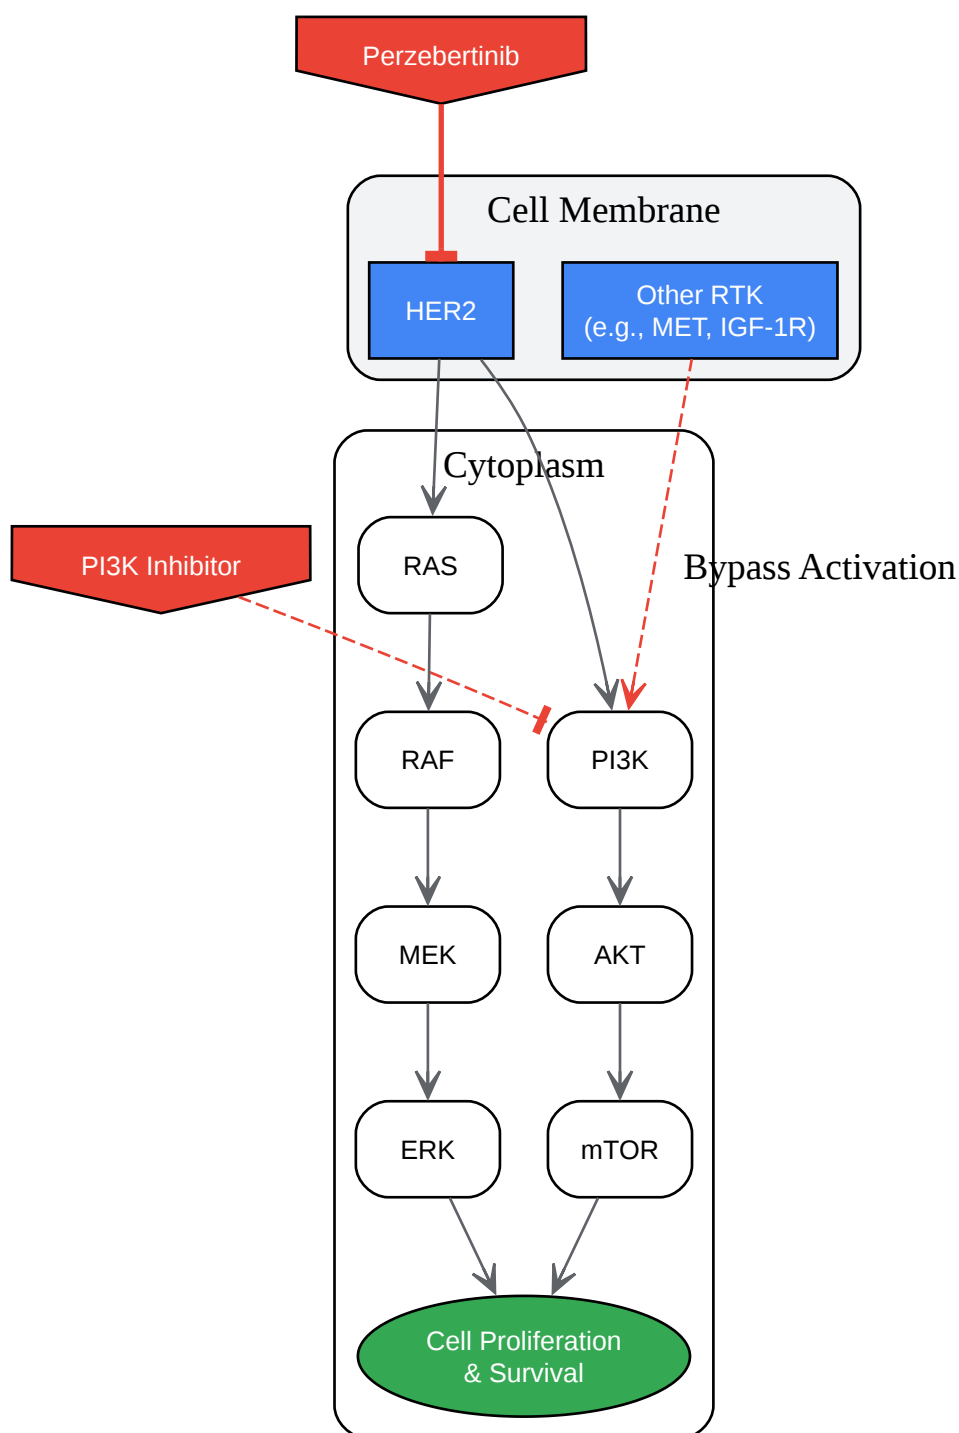 Perzebertinib
Cell Membrane
HER2
Other RTK
(e.g., MET, IGF-1R)
Cytoplasm
PI3K Inhibitor
RAS
Bypass Activation
RAF
PI3K
MEK
AKT
ERK
mTOR
Cell Proliferation
& Survival